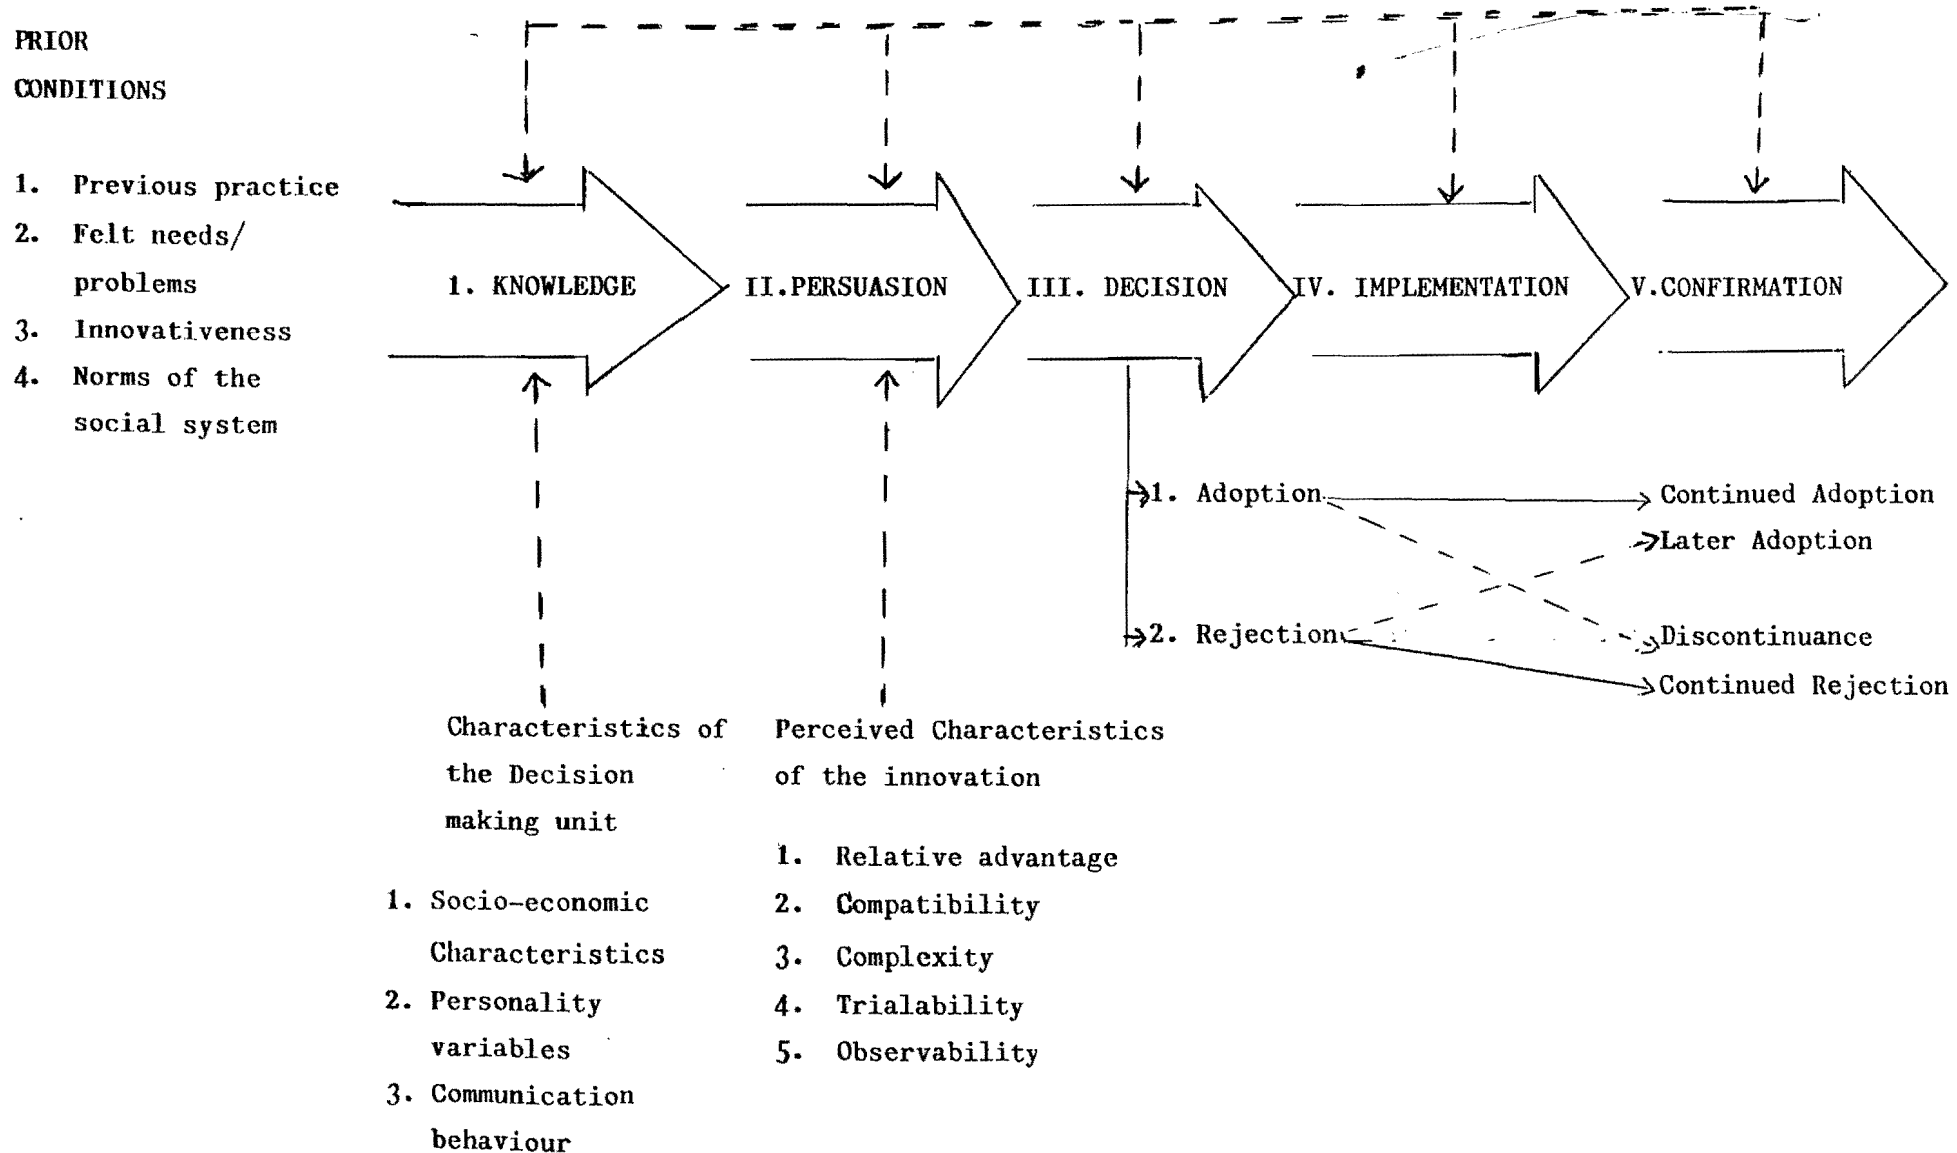 PRIOR
CONDITIONS
1. Previous practice
2. Felt needs/
problems
3. Innovativeness
4. Norms of the
social system
1. KNOWLEDGE
II.PERSUASION
III. DECISION
IV. IMPLEMENTATION
V.CONFIRMATION
1. Adoption
2. Rejection
Continued Adoption
Later Adoption
Discontinuance
Continued Rejection
Characteristics of
the Decision
making unit
1. Socio-economic
Characteristics
2. Personality
variables
3. Communication
behaviour
Perceived Characteristics
of the innovation
1. Relative advantage
2. Compatibility
3. Complexity
4. Trialability
5. Observability